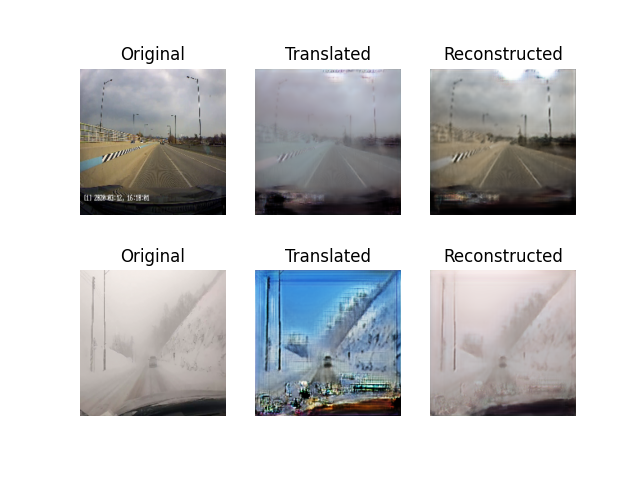 Original
Translated
Reconstructed
Original
Translated
Reconstructed